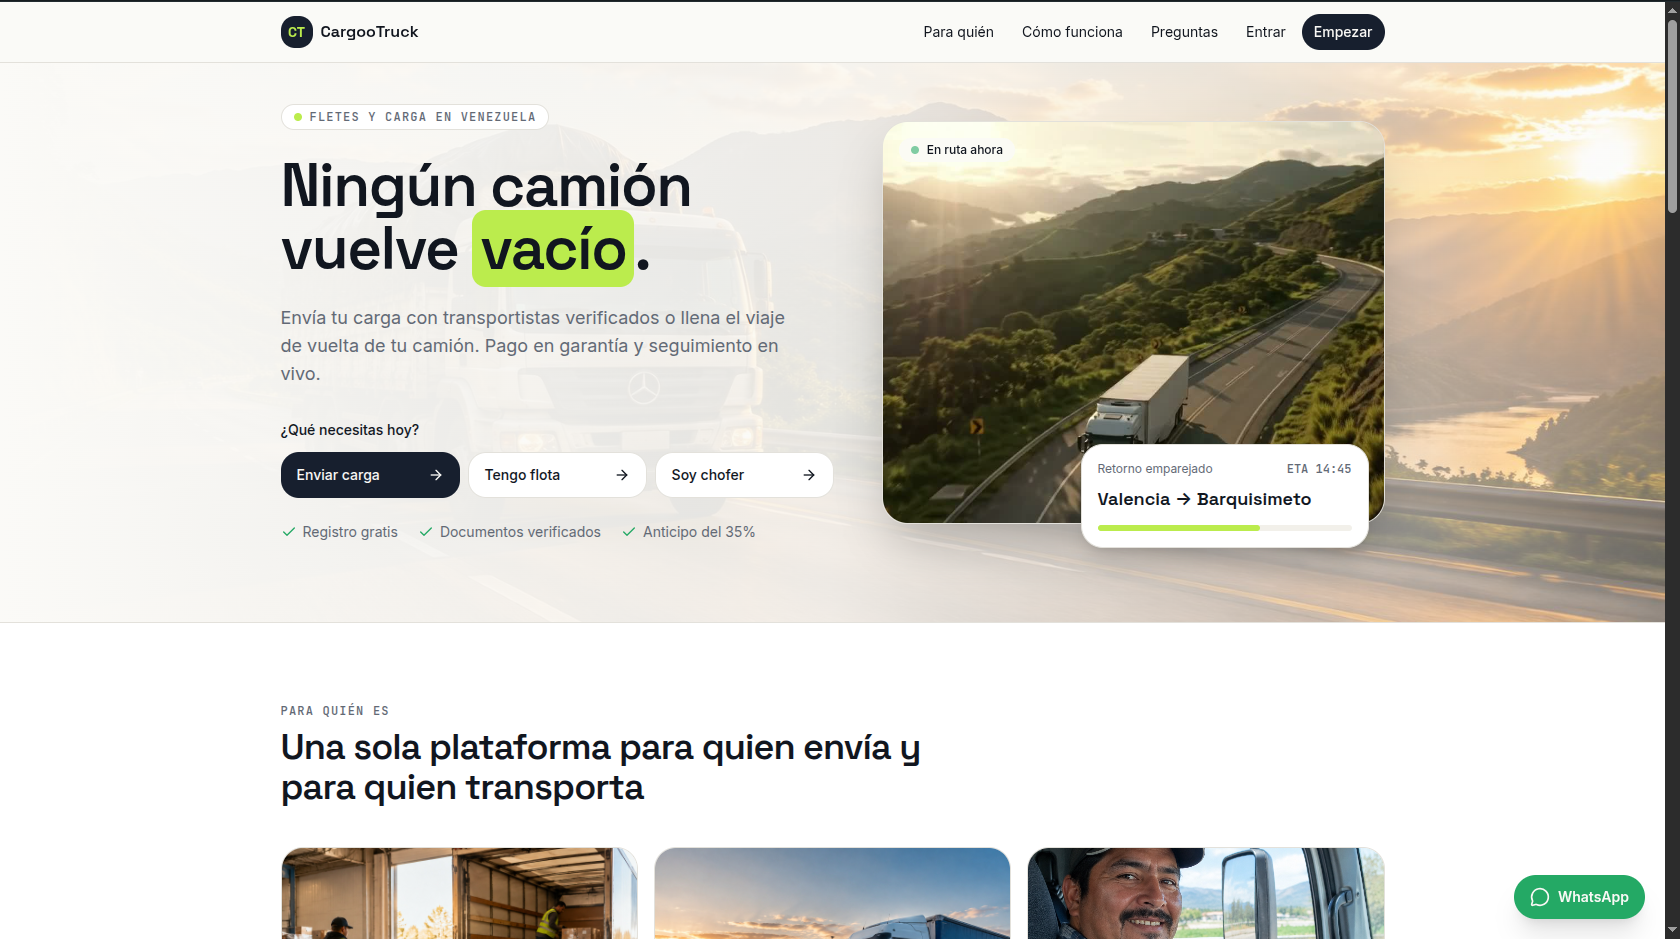 CT CargooTruck
Para quién
Cómo funciona
Preguntas
Entrar
Empezar
FLETES Y CARGA EN VENEZUELA
Ningún camión
vuelve vacío.
Envía tu carga con transportistas verificados o llena el viaje
de vuelta de tu camión. Pago en garantía y seguimiento en
vivo.
¿Qué necesitas hoy?
Enviar carga →
Tengo flota →
Soy chofer →
Registro gratis
Documentos verificados
Anticipo del 35%
En ruta ahora
Retorno emparejado ETA 14:45
Valencia → Barquisimeto
PARA QUIÉN ES
Una sola plataforma para quien envía y
para quien transporta
WhatsApp